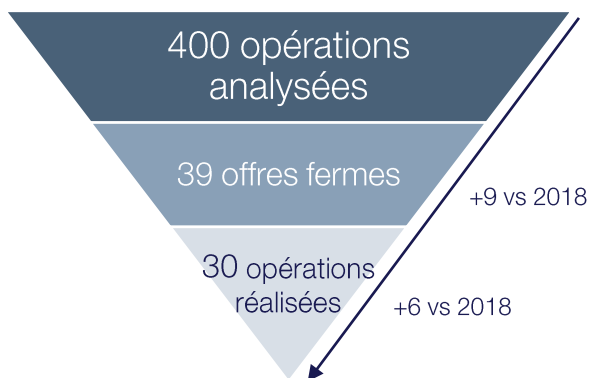 400 opérations
analysées
39 offres fermes
+9 vs 2018
30 opérations
réalisées
+6 vs 2018